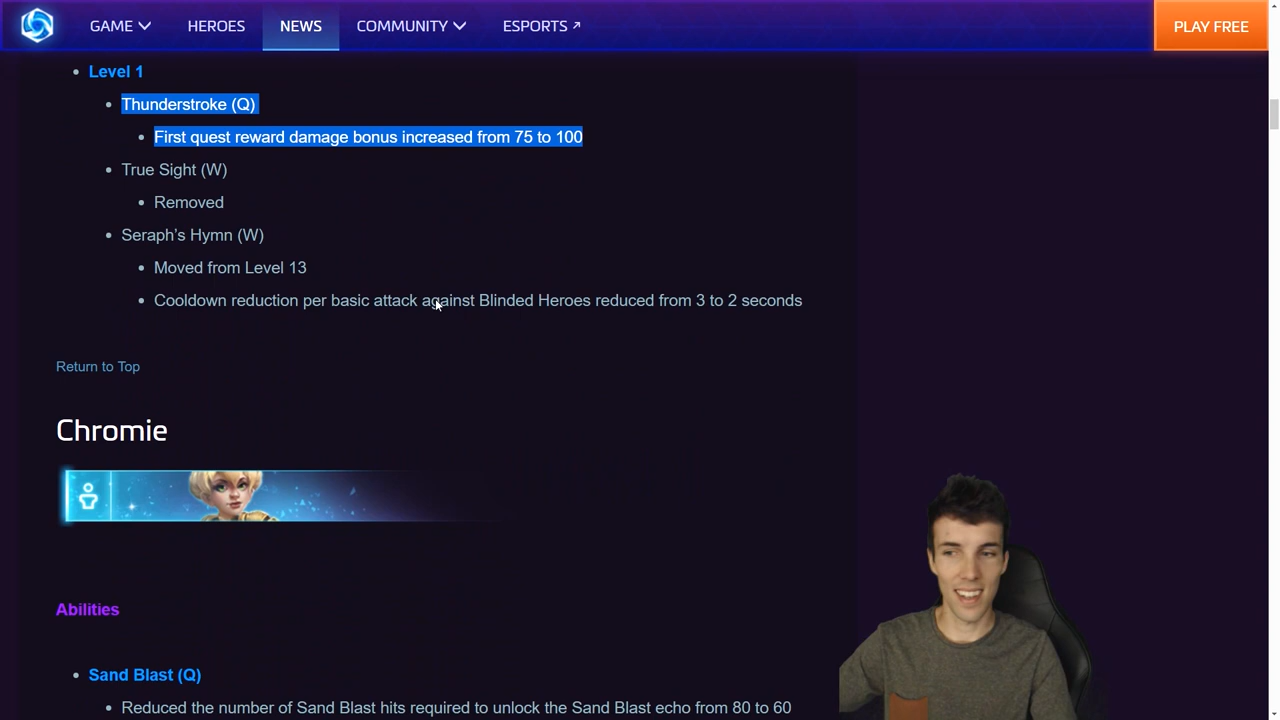 GAME HEROES NEWS COMMUNITY ESPORTS PLAY FREE
Level 1
Thunderstroke (Q)
First quest reward damage bonus increased from 75 to 100
True Sight (W)
Removed
Seraph's Hymn (W)
Moved from Level 13
Cooldown reduction per basic attack against Blinded Heroes reduced from 3 to 2 seconds
Return to Top
Chromie
Abilities
Sand Blast (Q)
Reduced the number of Sand Blast hits required to unlock the Sand Blast echo from 80 to 60